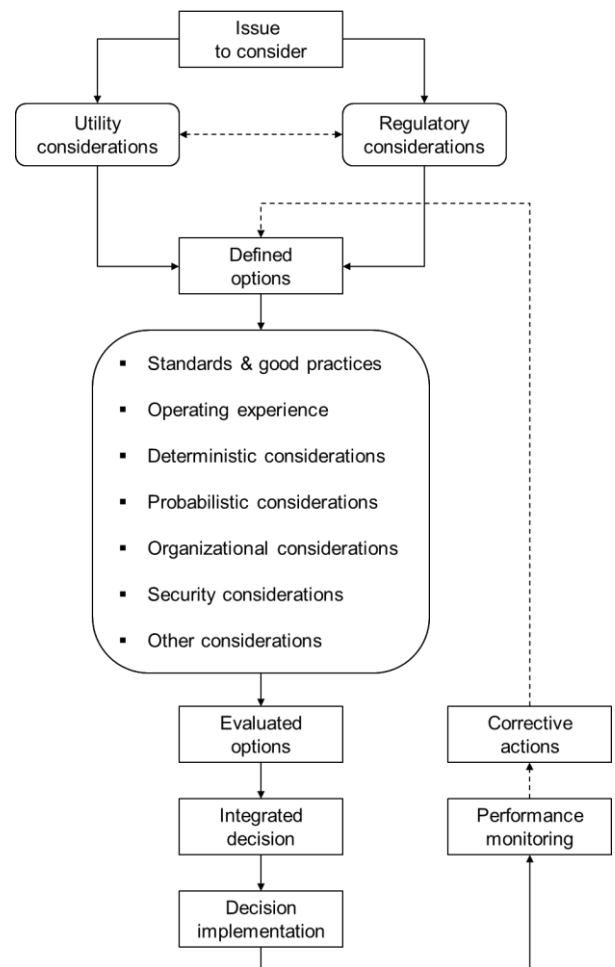 Issue
to consider
Utility
considerations
Regulatory
considerations
Defined
options
▪ Standards & good practices
▪ Operating experience
▪ Deterministic considerations
▪ Probabilistic considerations
▪ Organizational considerations
▪ Security considerations
▪ Other considerations
Evaluated
options
Corrective
actions
Integrated
decision
Performance
monitoring
Decision
implementation